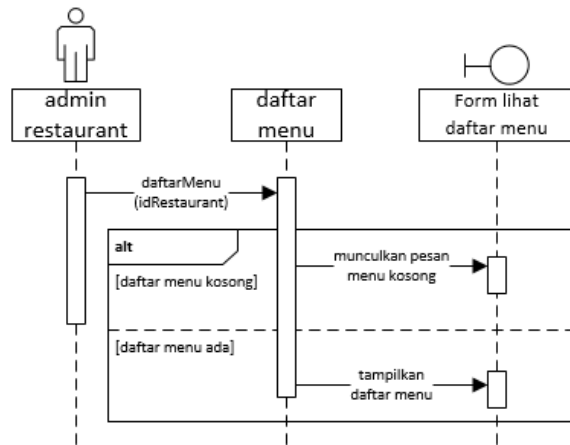 admin
restaurant
daftar
menu
Form lihat
daftar menu
daftarMenu
(idRestaurant)
alt
munculkan pesan
menu kosong
[daftar menu kosong]
[daftar menu ada]
tampilkan
daftar menu